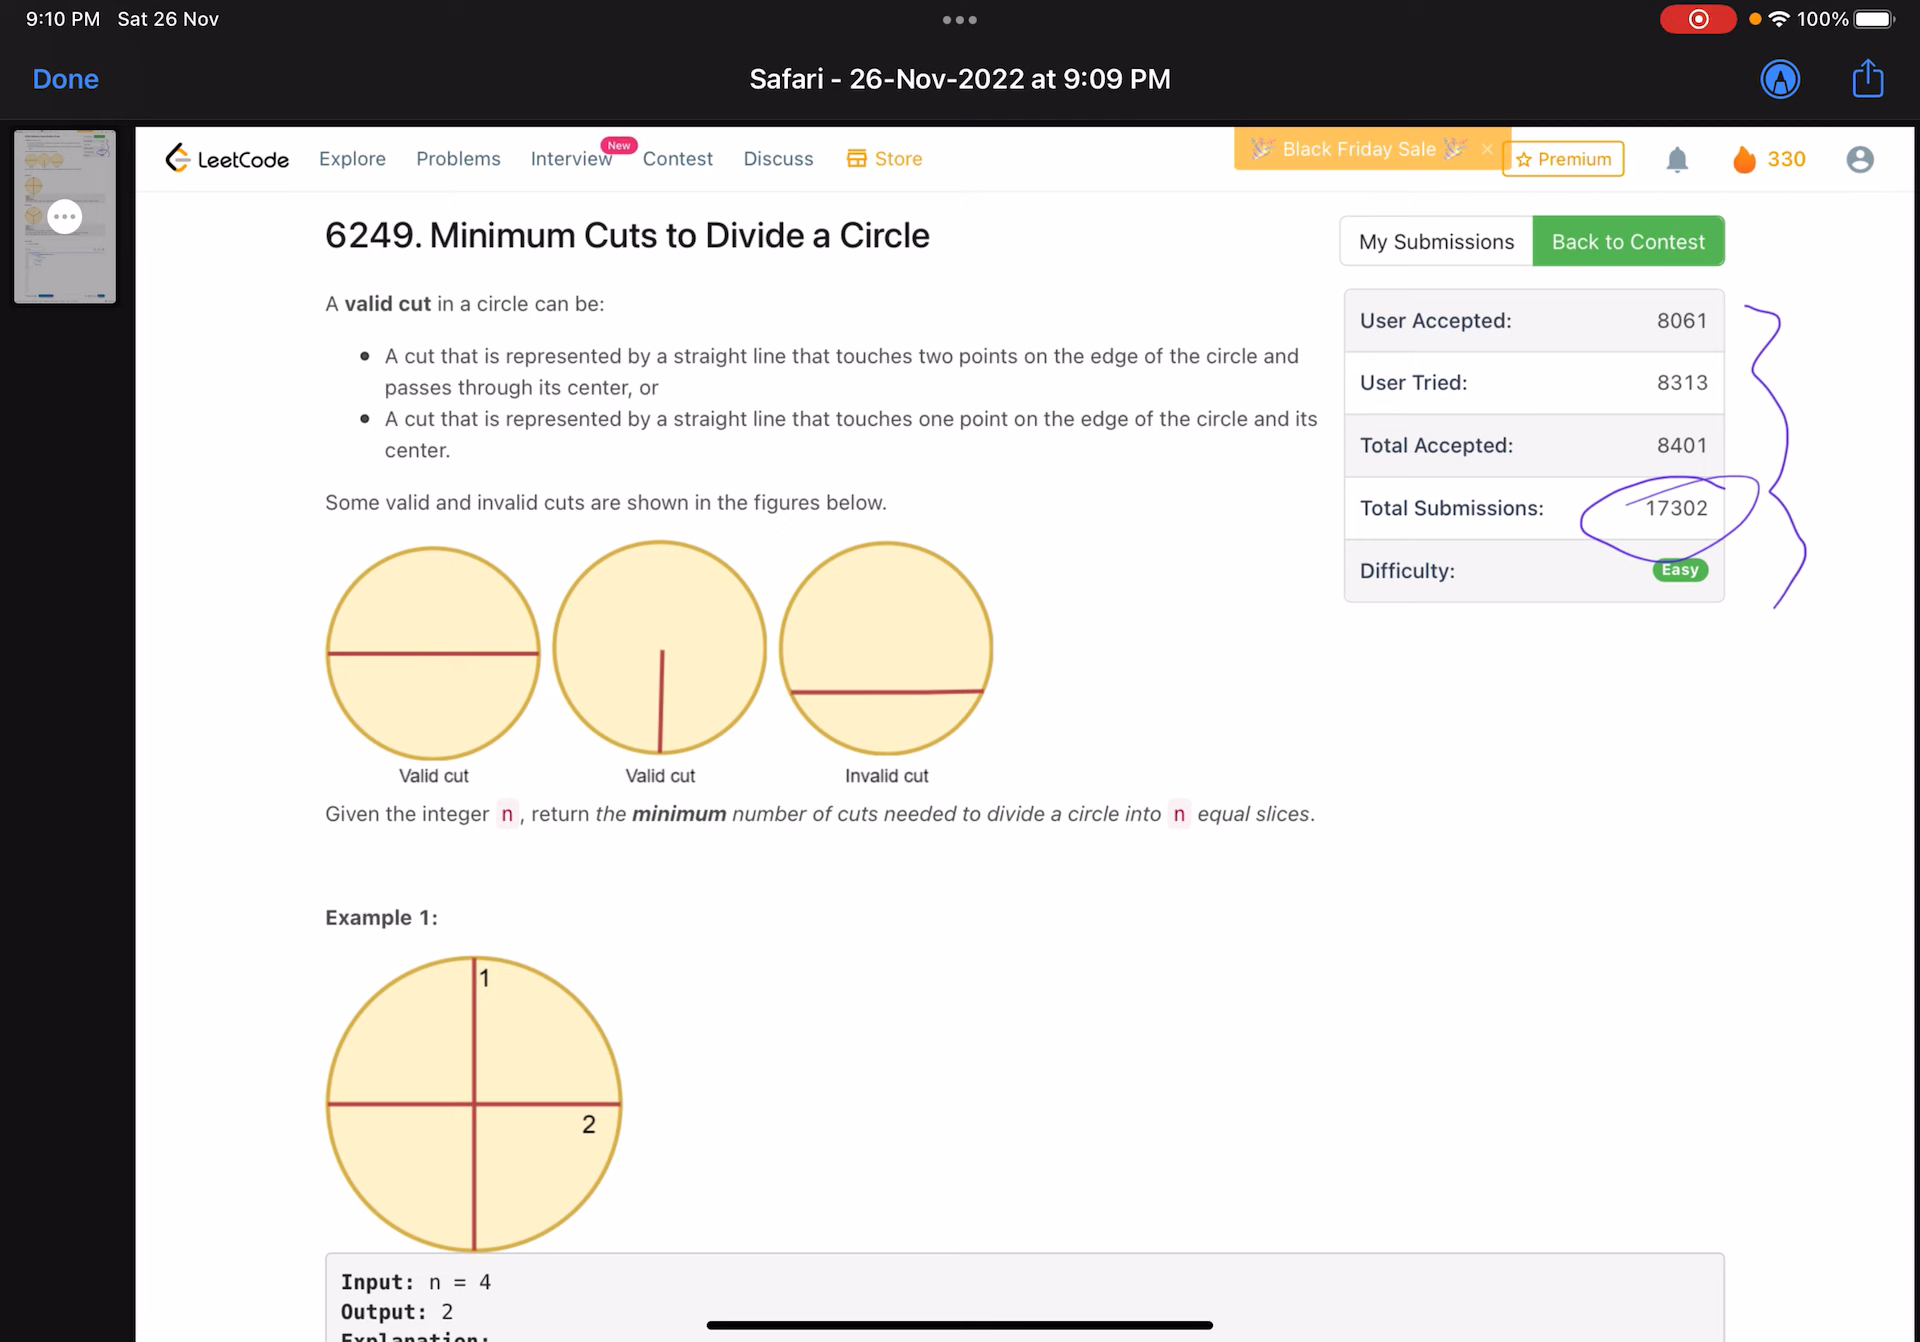 9:10 PM Sat 26 Nov
100%
Done
Safari - 26-Nov-2022 at 9:09 PM
LeetCode
Explore
Problems
Interview
New
Contest
Discuss
Store
🎉 Black Friday Sale 🎉 ×
Premium
330
6249. Minimum Cuts to Divide a Circle
My Submissions
Back to Contest
A valid cut in a circle can be:
• A cut that is represented by a straight line that touches two points on the edge of the circle and
passes through its center, or
• A cut that is represented by a straight line that touches one point on the edge of the circle and its
center.
Some valid and invalid cuts are shown in the figures below.
User Accepted: 8061
User Tried: 8313
Total Accepted: 8401
Total Submissions: 17302
Difficulty: Easy
Valid cut
Valid cut
Invalid cut
Given the integer n, return the minimum number of cuts needed to divide a circle into n equal slices.
Example 1:
1
2
Input: n = 4
Output: 2
Explanation: